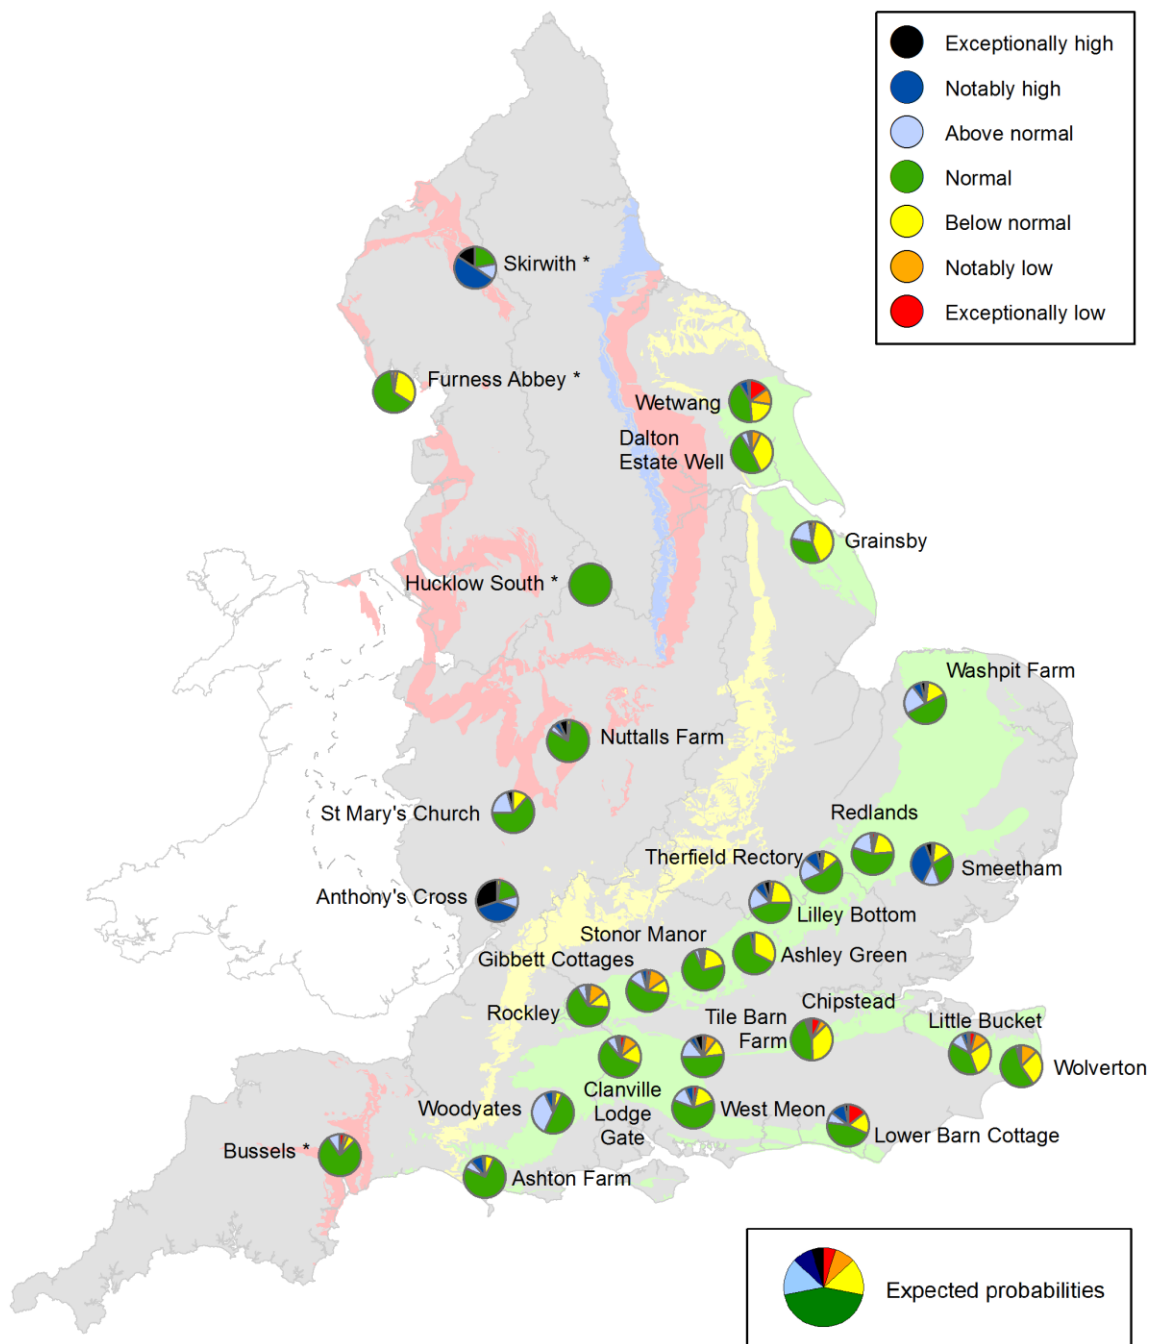 Exceptionally high
Notably high
Above normal
Normal
Below normal
Notably low
Exceptionally low
Skirwith *
Furness Abbey *
Wetwang
Dalton
Estate Well
Grainsby
Hucklow South *
Washpit Farm
Nuttalls Farm
St Mary's Church
Redlands
Therfield Rectory
Smeetham
Anthony's Cross
Lilley Bottom
Stonor Manor
Ashley Green
Gibbett Cottages
Rockley
Chipstead
Tile Barn
Farm
Little Bucket
Wolverton
Clanville
Lodge
Gate
Woodyates
West Meon
Lower Barn Cottage
Bussels *
Ashton Farm
Expected probabilities